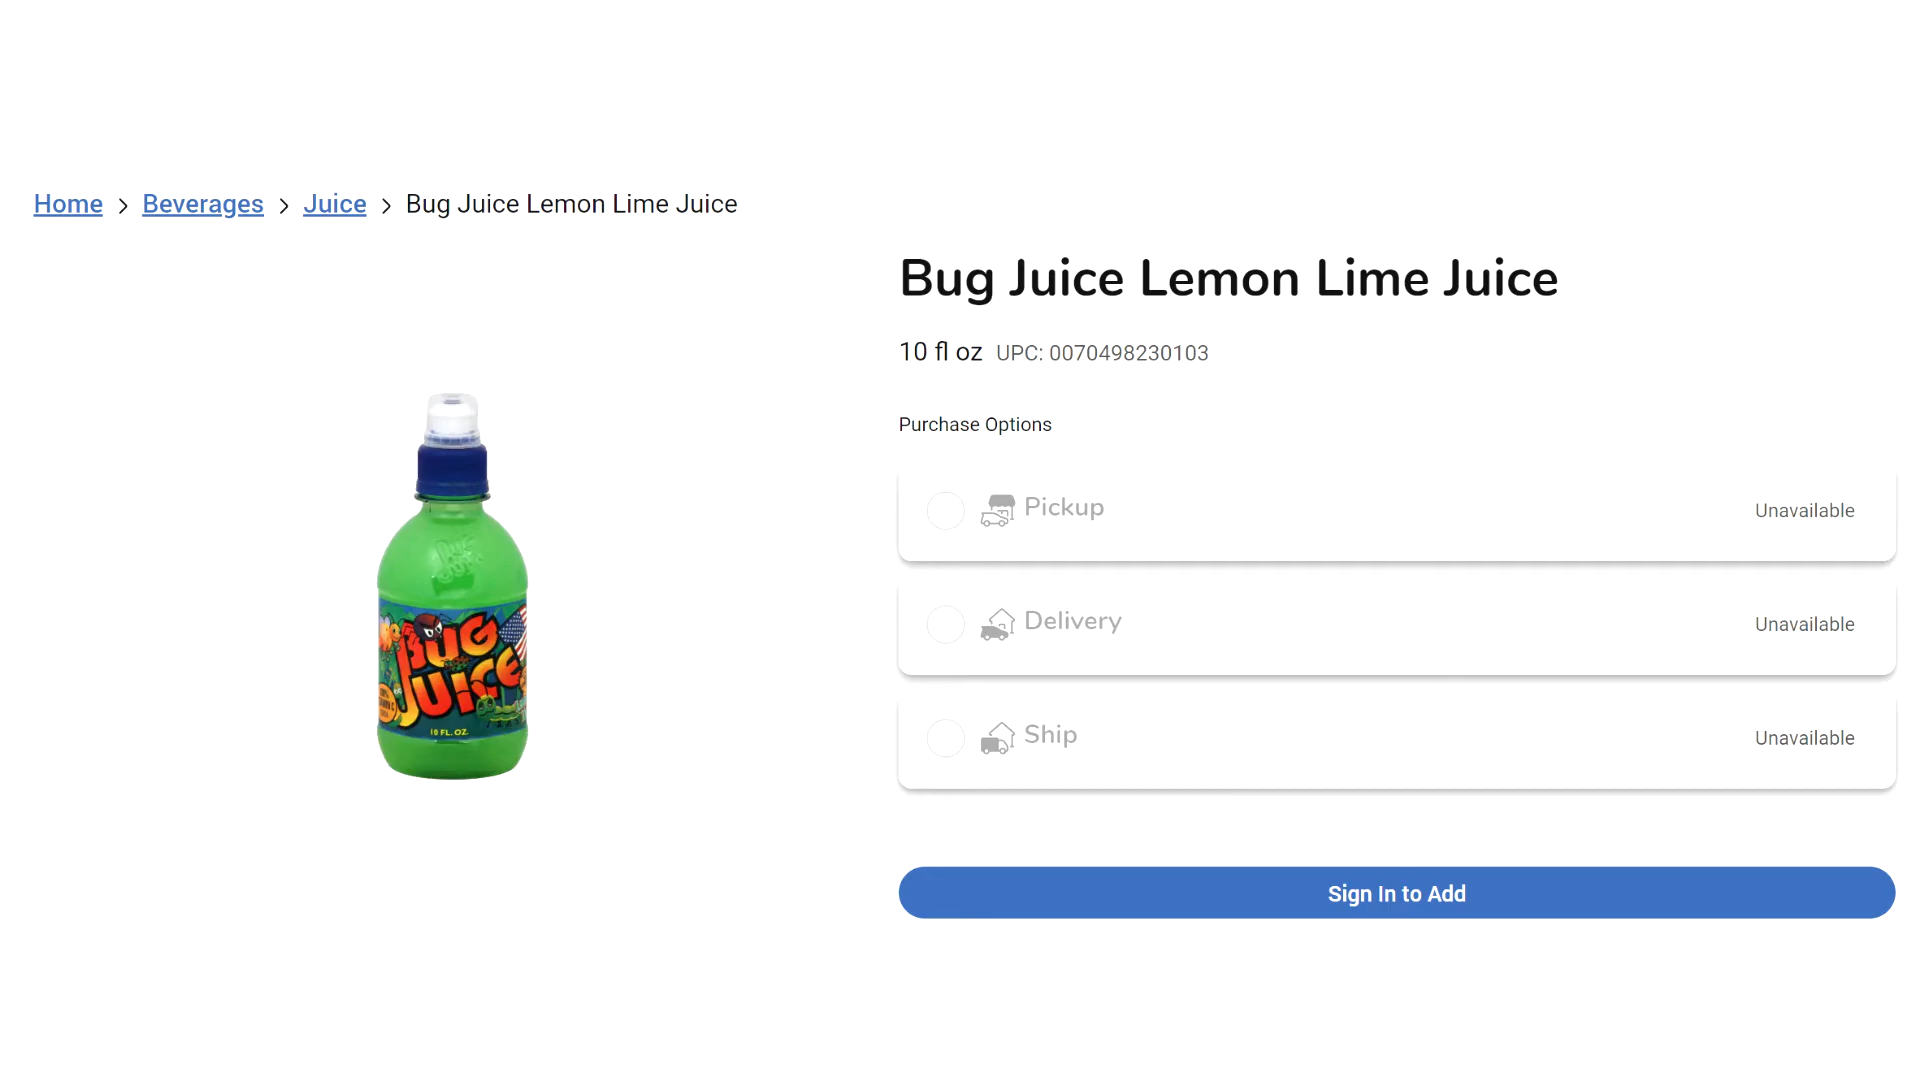 Home > Beverages > Juice > Bug Juice Lemon Lime Juice
Bug Juice Lemon Lime Juice
10 fl oz UPC: 0070498230103
Purchase Options
Pickup Unavailable
Delivery Unavailable
Ship Unavailable
Sign In to Add
BUG
JUICE
10 FL. OZ.